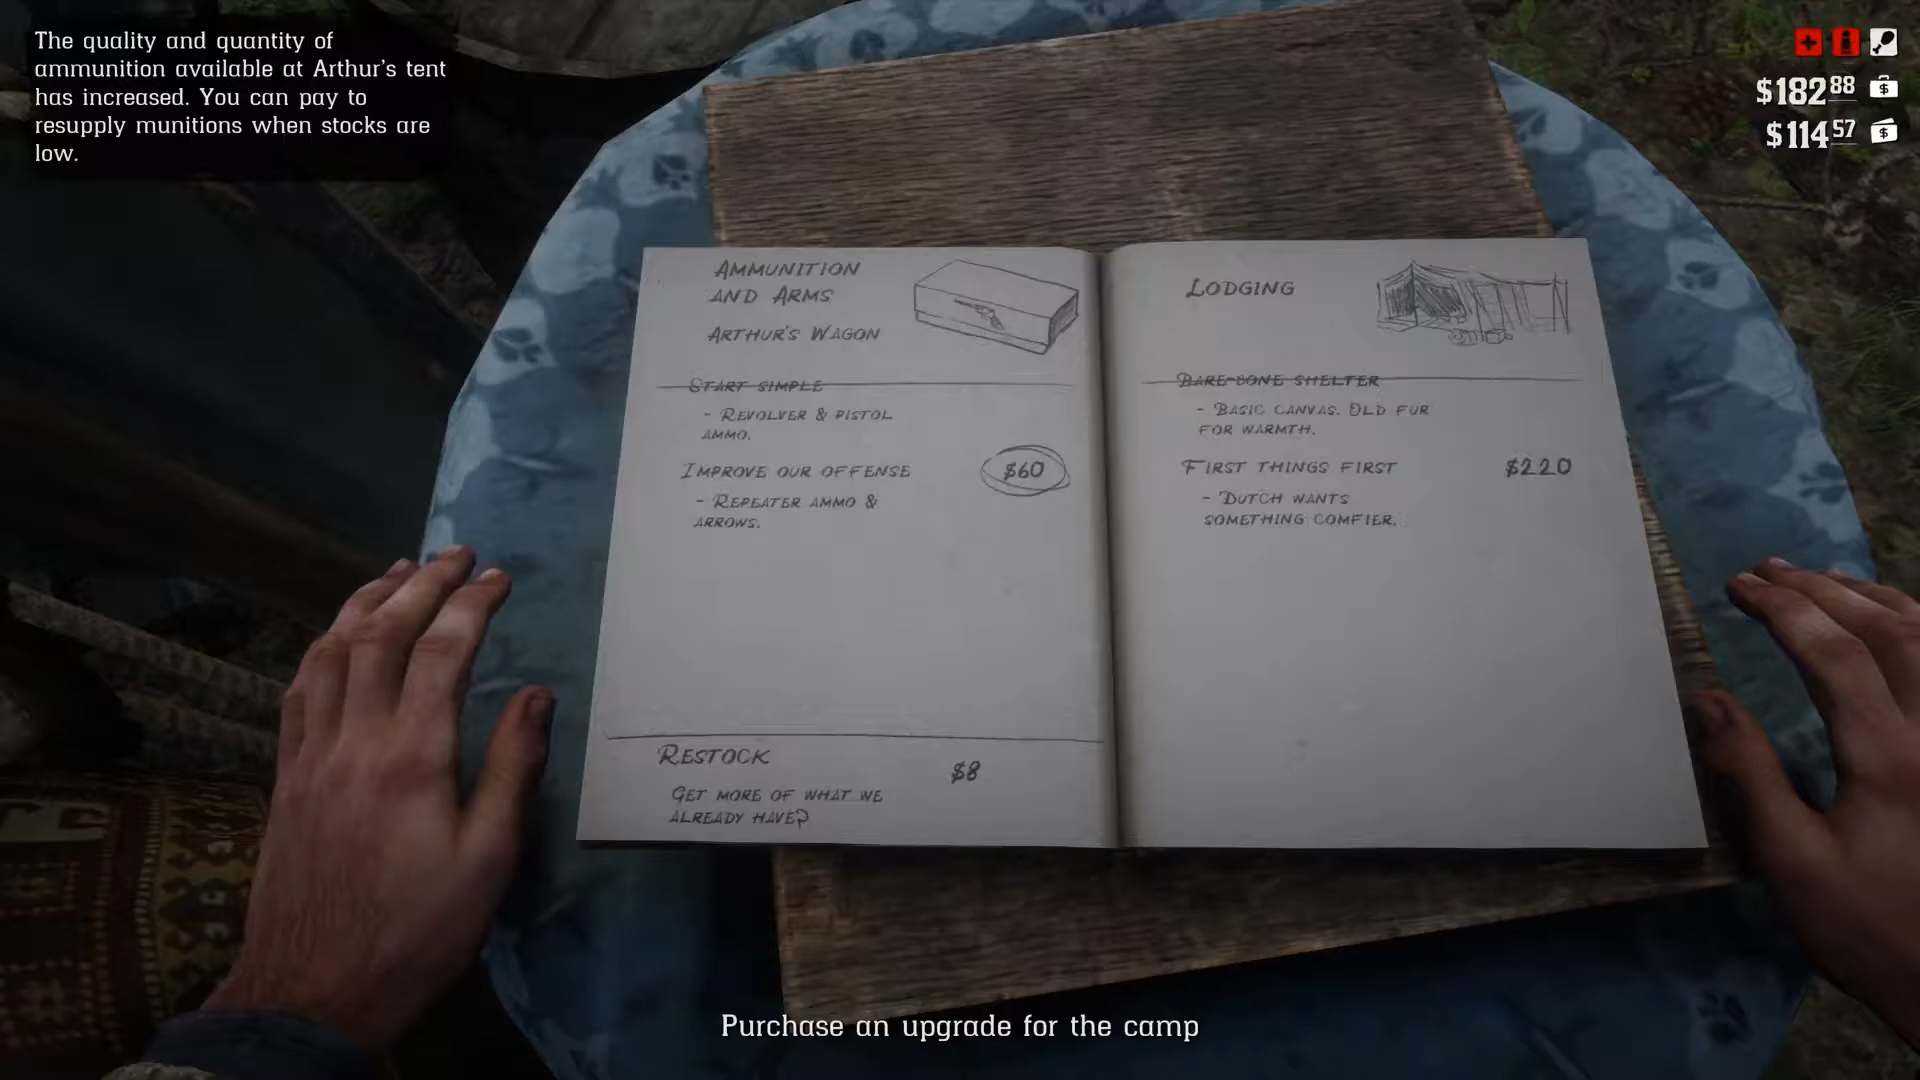 The quality and quantity of
ammunition available at Arthur's tent
has increased. You can pay to
resupply munitions when stocks are
low.
$182 88
$114 57
AMMUNITION
AND ARMS
ARTHUR'S WAGON
START SIMPLE
- REVOLVER & PISTOL
AMMO.
IMPROVE OUR OFFENSE $60
- REPEATER AMMO &
ARROWS.
RESTOCK $8
GET MORE OF WHAT WE
ALREADY HAVE?
LODGING
BARE-BONE SHELTER
- BASIC CANVAS. OLD FUR
FOR WARMTH.
FIRST THINGS FIRST $220
- DUTCH WANTS
SOMETHING COMFIER.
Purchase an upgrade for the camp